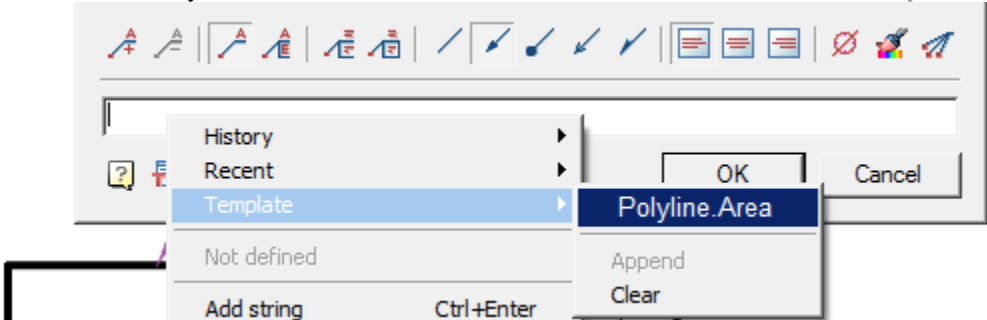 History
Recent
OK
Cancel
Template
Polyline.Area
Not defined
Append
Add string Ctrl+Enter
Clear